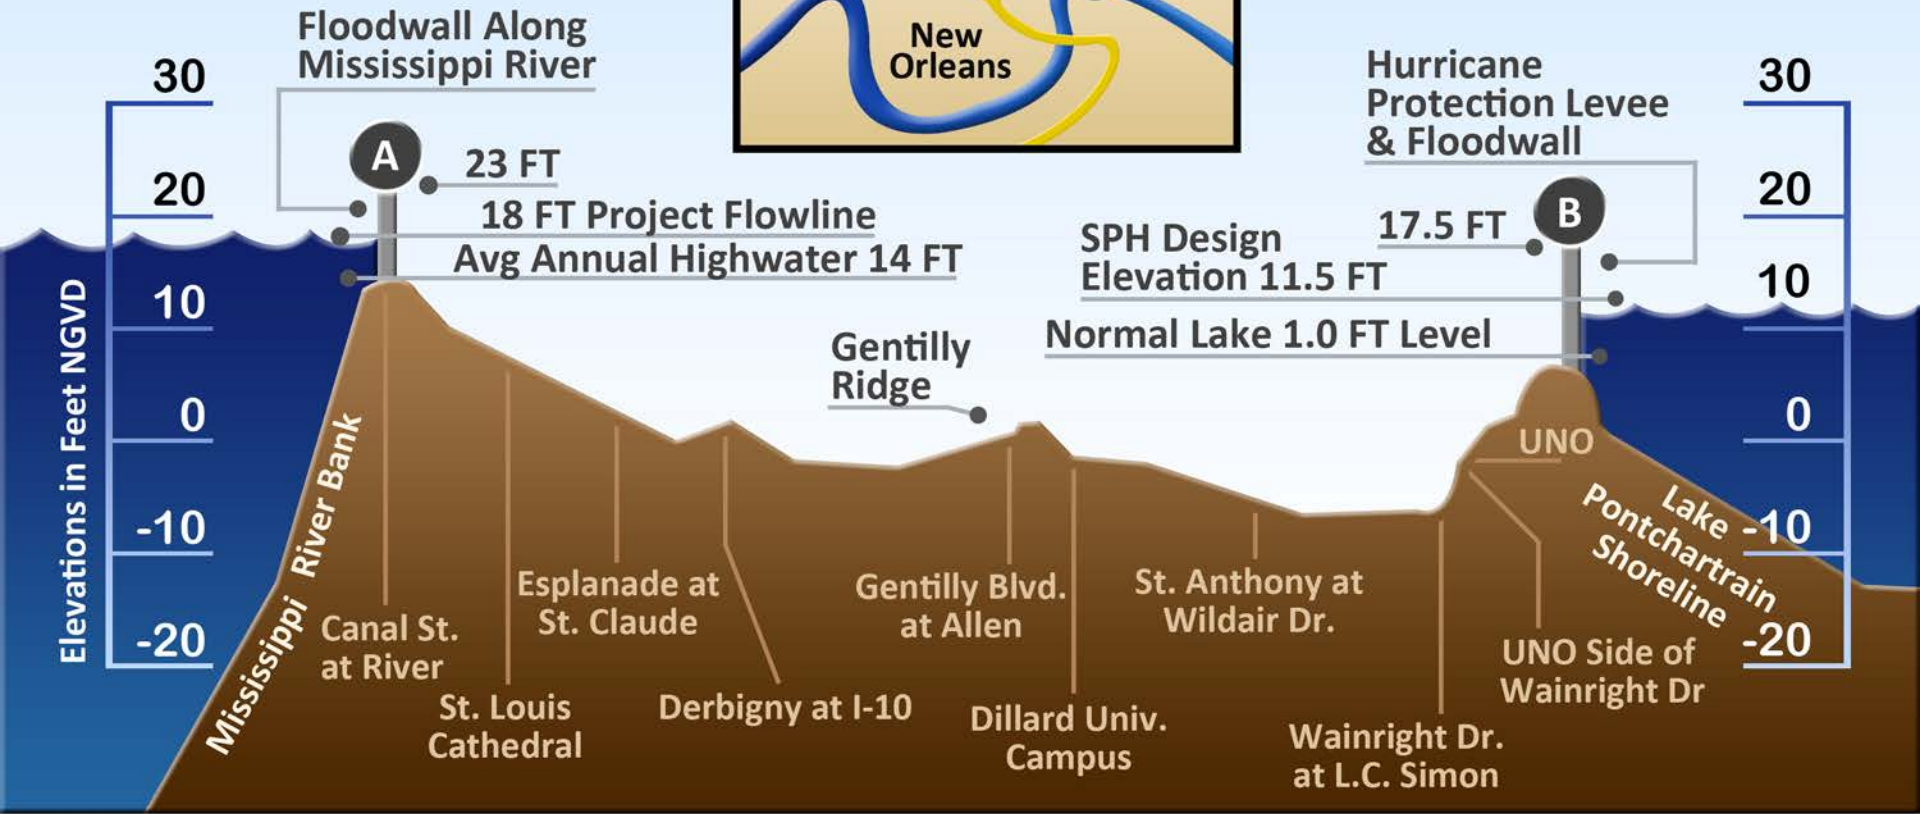 New
Orleans
Floodwall Along
Mississippi River
Hurricane
Protection Levee
& Floodwall
30
20
10
0
-10
-20
Elevations in Feet NGVD
A
23 FT
18 FT Project Flowline
Avg Annual Highwater 14 FT
Gentilly
Ridge
SPH Design
Elevation 11.5 FT
17.5 FT
B
Normal Lake 1.0 FT Level
30
20
10
0
-10
-20
Mississippi River Bank
Canal St.
at River
St. Louis
Cathedral
Esplanade at
St. Claude
Derbigny at I-10
Gentilly Blvd.
at Allen
Dillard Univ.
Campus
St. Anthony at
Wildair Dr.
Wainright Dr.
at L.C. Simon
UNO
UNO Side of
Wainright Dr
Lake
Pontchartrain
Shoreline